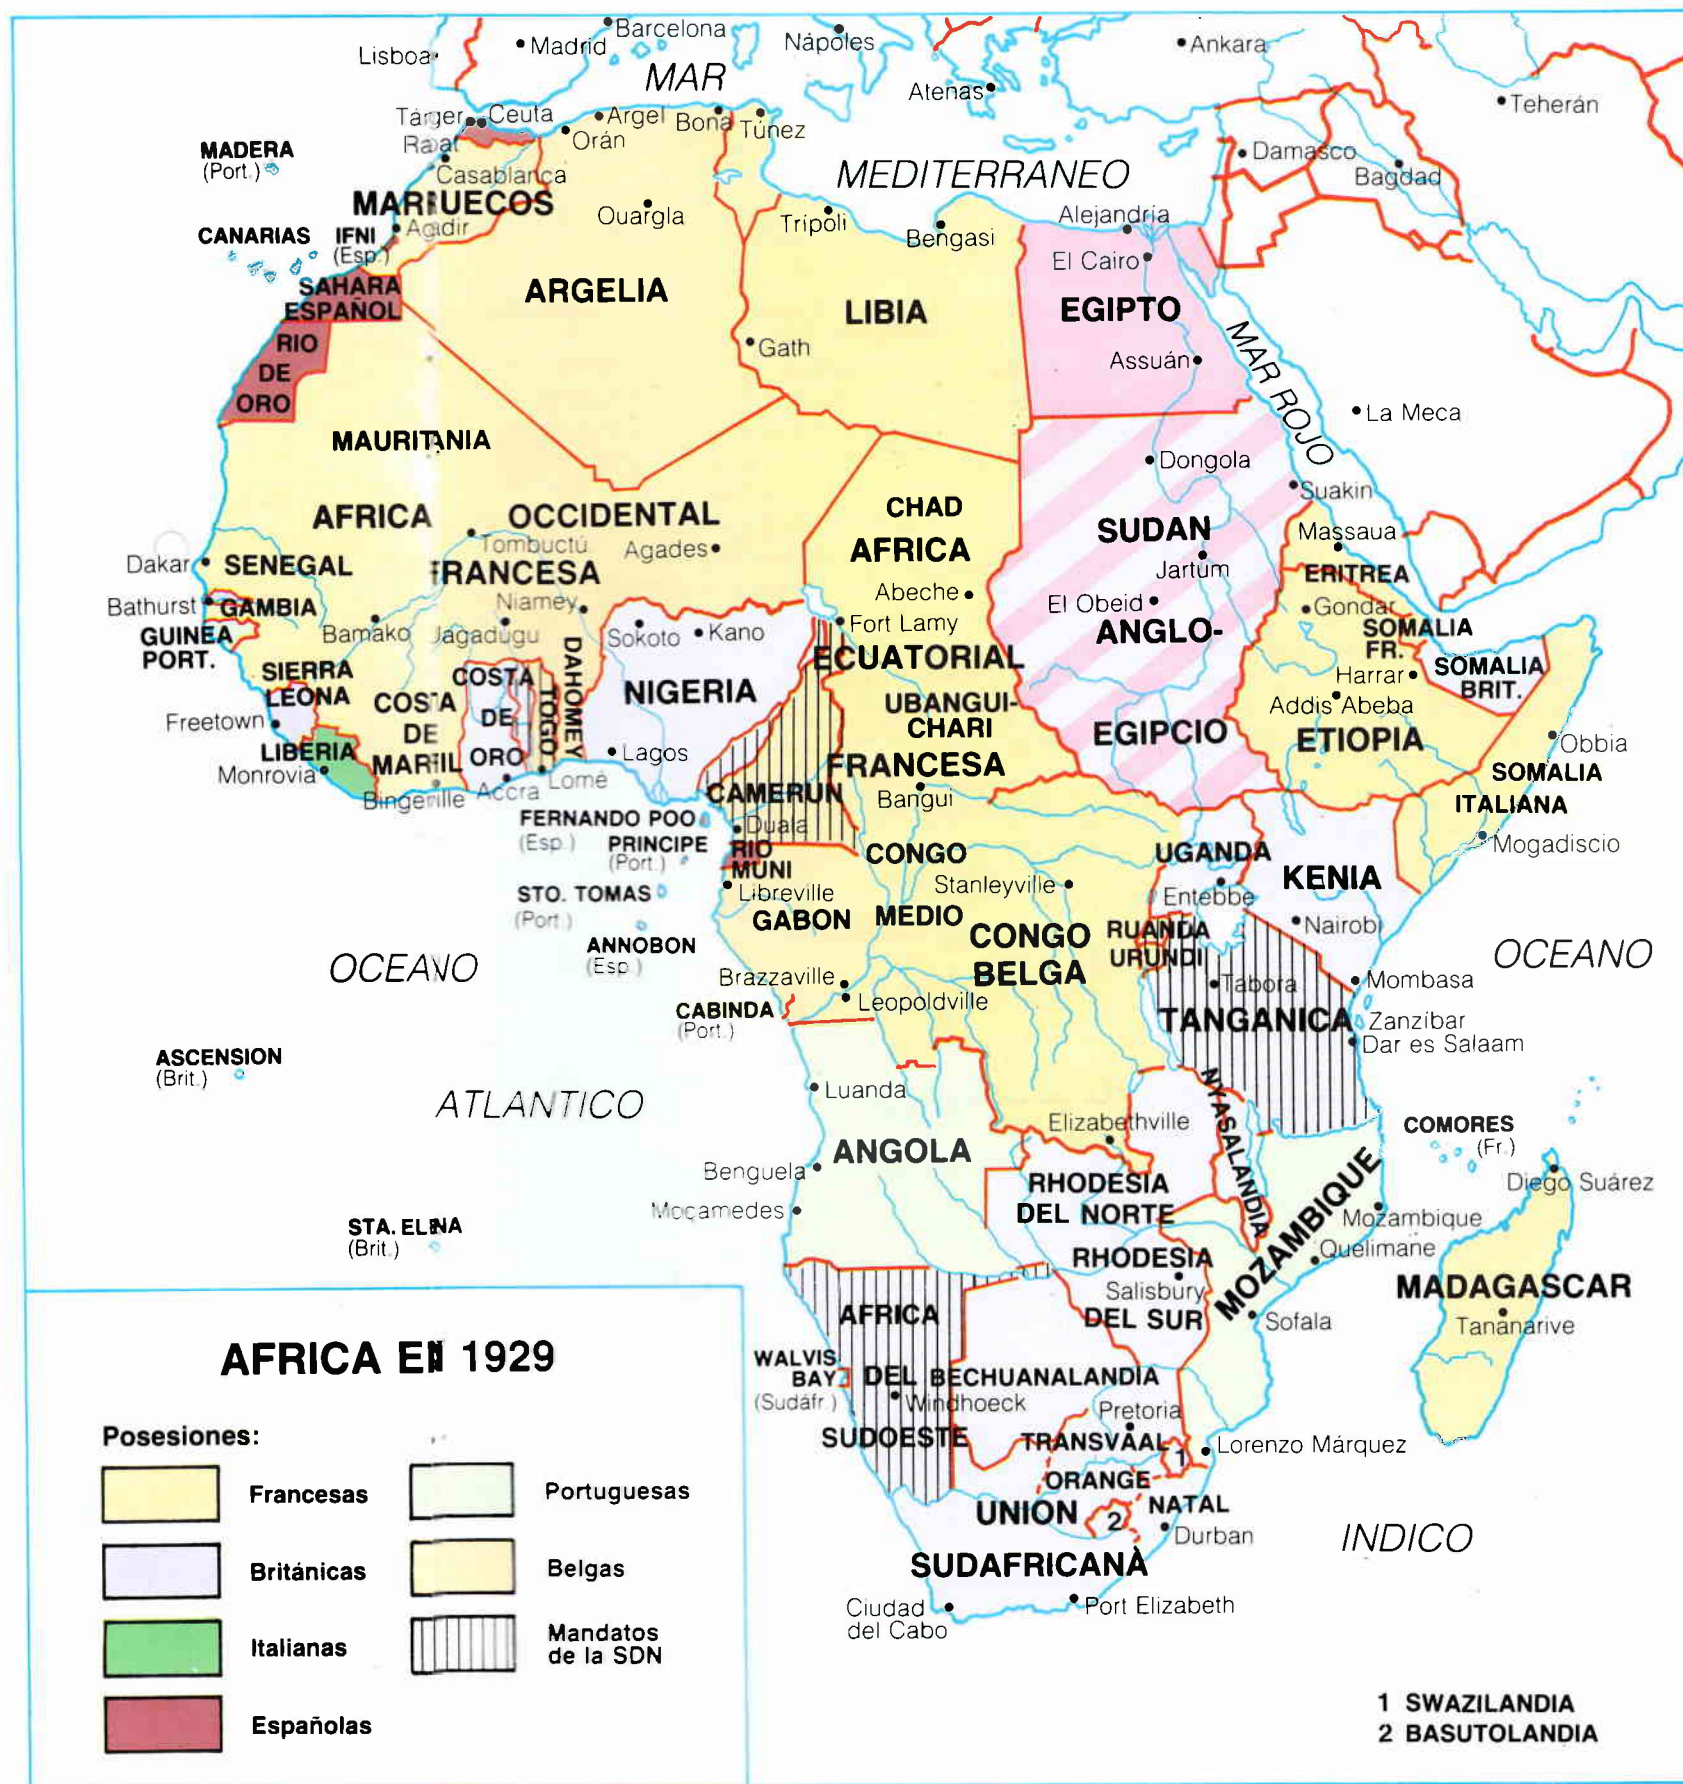 Lisboa
Madrid
Barcelona
Nápoles
Ankara
MAR
Atenas
Teherán
Ceuta
Argel
Bona
Túnez
Orán
MADERA
(Port.)
Casablanca
MEDITERRANEO
Damasco
Bagdad
MARRUECOS
Agadir
Ouargla
Trípoli
Bengasi
Alejandría
CANARIAS
IFNI
(Esp.)
El Cairo
SAHARA
ESPAÑOL
ARGELIA
LIBIA
EGIPTO
MAR ROJO
RIO
DE
ORO
Gath
Assuán
La Meca
MAURITANIA
Dongola
Suakin
AFRICA
OCCIDENTAL
FRANCESA
CHAD
AFRICA
SUDAN
Massaua
Tombuctú
Agades
Jartum
Dakar
SENEGAL
ERITREA
Abeche
El Obeid
Gondar
Bathurst
GAMBIA
Niamey
GUINEA
PORT.
Bamako
Jagadugu
Sokoto
Kano
Fort Lamy
ANGLO-
SOMALIA
FR.
ECUATORIAL
SIERRA
LEONA
COSTA
DE
MARFIL
COSTA
DE
ORO
TOGO
DAHOMEY
NIGERIA
UBANGUI-
CHARI
Harrar
SOMALIA
BRIT.
Addis Abeba
Freetown
EGIPCIO
ETIOPIA
Obbia
LIBERIA
Monrovia
Lagos
FRANCESA
SOMALIA
ITALIANA
Bingerville
Accra
Lomé
CAMERUN
Bangui
FERNANDO POO
(Esp.)
Duala
PRINCIPE
(Port.)
RIO
MUNI
CONGO
MEDIO
UGANDA
KENIA
Mogadiscio
Libreville
Stanleyville
Entebbe
STO. TOMAS
(Port.)
GABON
Nairobi
ANNOBON
(Esp.)
CONGO
BELGA
RUANDA
URUNDI
OCEANO
OCEANO
Brazzaville
Leopoldville
Tabora
Mombasa
CABINDA
(Port.)
TANGANICA
Zanzíbar
Dar es Salaam
ASCENSION
(Brit.)
ATLANTICO
Luanda
NYASALANDIA
Elizabethville
COMORES
(Fr.)
ANGOLA
Benguela
Diego Suárez
RHODESIA
DEL NORTE
MOZAMBIQUE
Moçamedes
Mozambique
STA. ELENA
(Brit.)
Quelimane
RHODESIA
DEL SUR
Salisbury
MADAGASCAR
Sofala
Tananarive
AFRICA
DEL
SUDOESTE
WALVIS
BAY
(Sudáfr.)
BECHUANALANDIA
Windhoeck
Pretoria
TRANSVAAL
1
Lorenzo Márquez
ORANGE
UNION
SUDAFRICANA
2
NATAL
Durban
INDICO
Ciudad
del Cabo
Port Elizabeth
AFRICA EN 1929
Posesiones:
Francesas
Portuguesas
Británicas
Belgas
Italianas
Mandatos
de la SDN
Españolas
1 SWAZILANDIA
2 BASUTOLANDIA